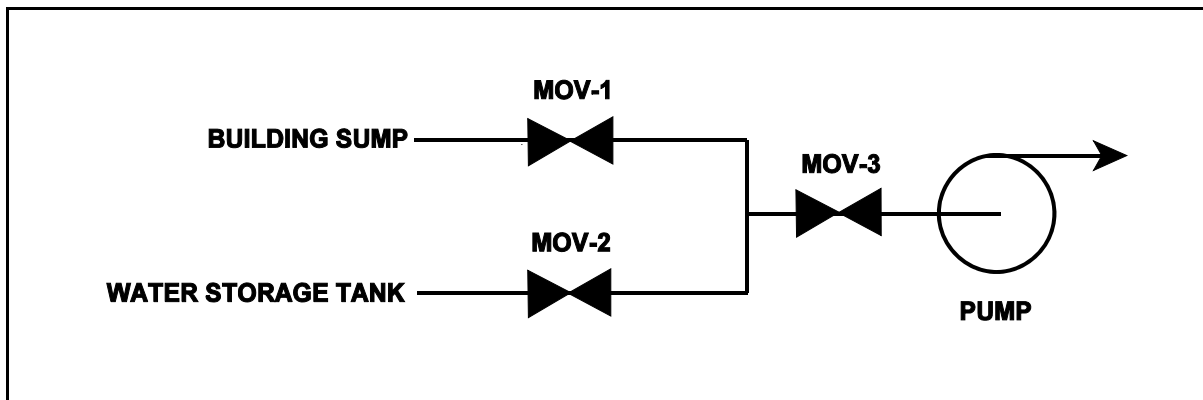 MOV-1
BUILDING SUMP
MOV-3
MOV-2
WATER STORAGE TANK
PUMP